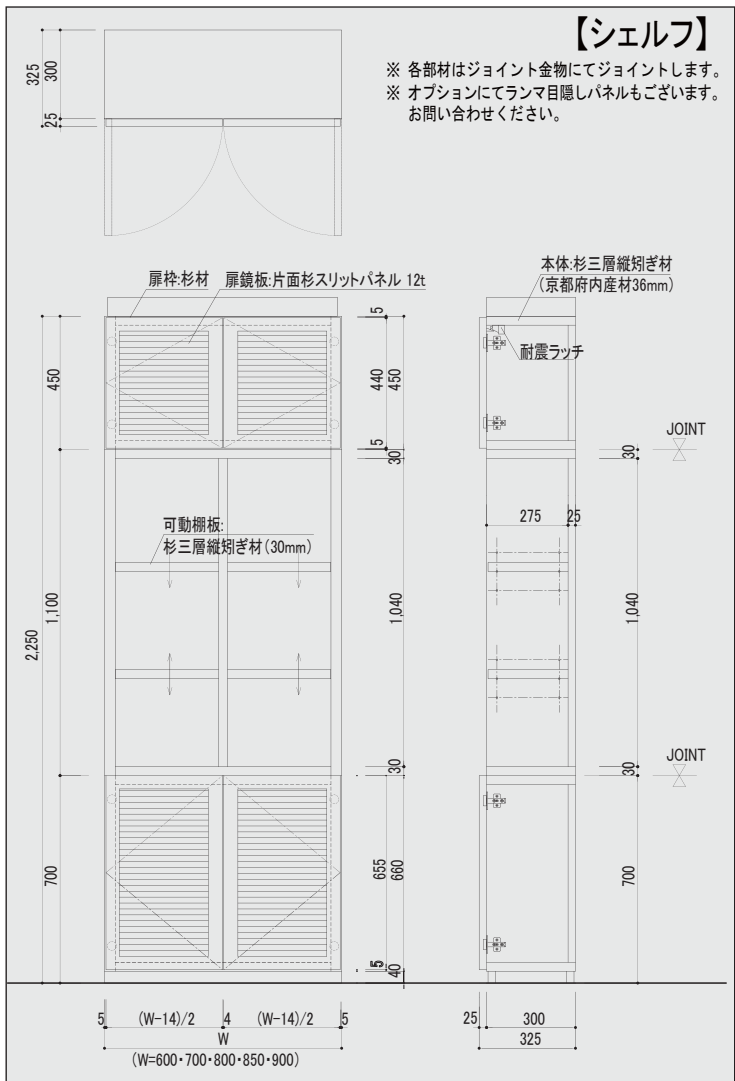 【シェルフ】
※ 各部材はジョイント金物にてジョイントします。
※ オプションにてランマ目隠しパネルもございます。
お問い合わせください。
325
300
25
扉枠:杉材
扉鏡板:片面杉スリットパネル 12t
本体:杉三層縦矧ぎ材
(京都府内産材36mm)
耐震ラッチ
5
450
440
450
5
30
30
JOINT
275
25
可動棚板:
杉三層縦矧ぎ材(30mm)
2,250
1,100
1,040
1,040
30
30
JOINT
700
655
660
700
5
40
5
(W-14)/2
4
(W-14)/2
5
W
(W=600・700・800・850・900)
25
300
325